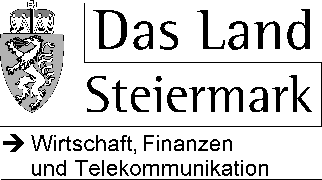 Das Land
Steiermark
→ Wirtschaft, Finanzen
und Telekommunikation